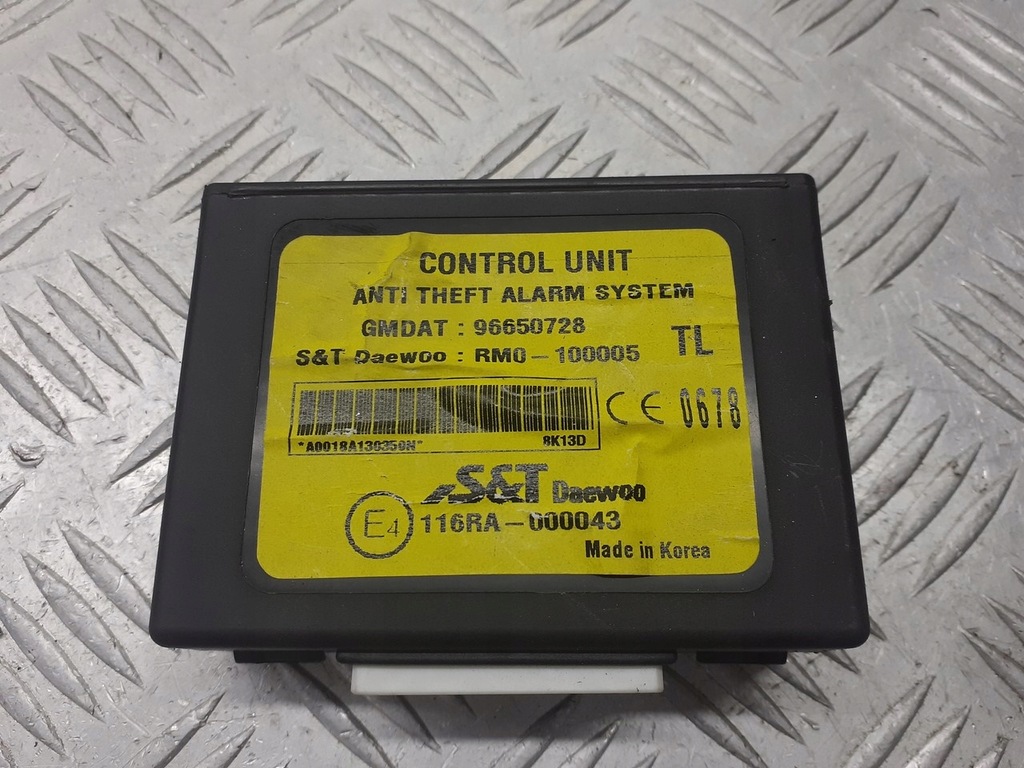 CONTROL UNIT
ANTI THEFT ALARM SYSTEM
GMDAT : 96650728
S&T Daewoo : RM0-100005 TL
*A0018A130350N* 8K13D
CE 0678
S&T Daewoo
E4 116RA-000043
Made in Korea